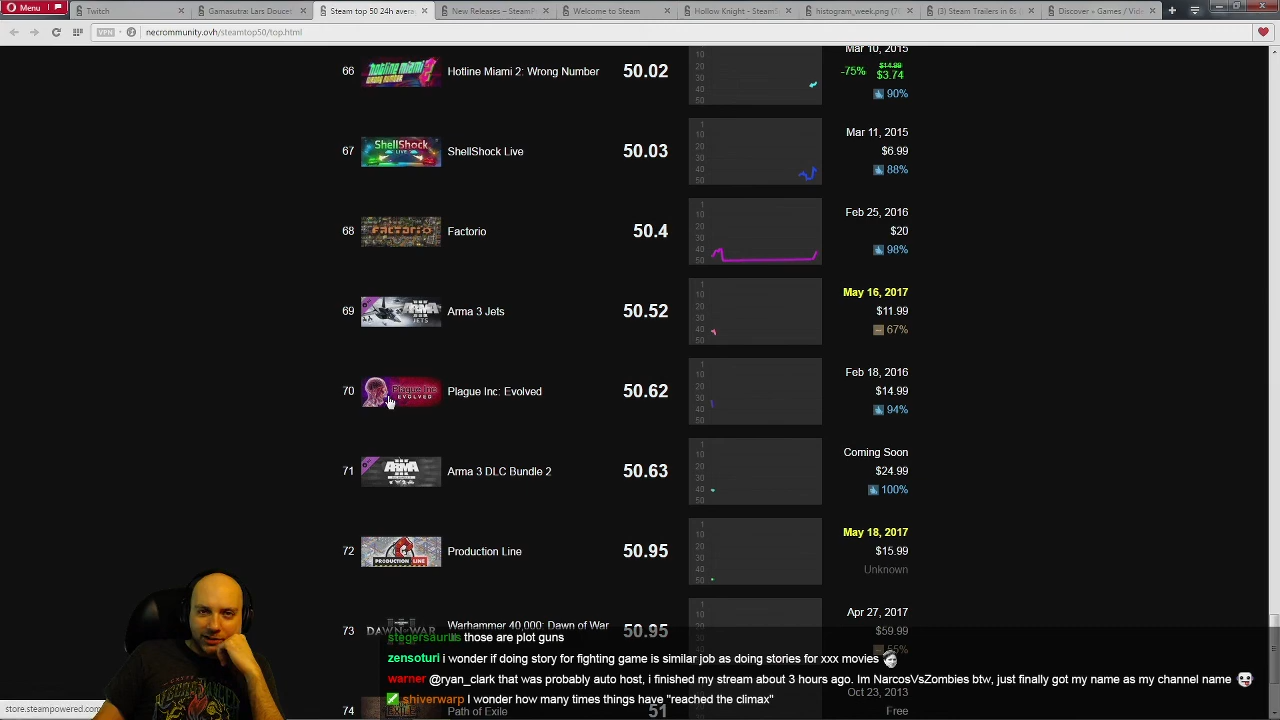 Menu
Twitch
Gamasutra: Lars Doucet
Steam top 50 24h avera
New Releases – Steam
Welcome to Steam
Hollow Knight - Steam
histogram_week.png (7
(3) Steam Trailers in 6s
Discover » Games / Vide
VPN
necrommunity.ovh/steamtop50/top.html
66 Hotline Miami 2: Wrong Number 50.02
Mar 10, 2015
-75% $14.99 $3.74
90%
67 ShellShock Live 50.03
Mar 11, 2015
$6.99
88%
68 Factorio 50.4
Feb 25, 2016
$20
98%
69 Arma 3 Jets 50.52
May 16, 2017
$11.99
67%
70 Plague Inc: Evolved 50.62
Feb 18, 2016
$14.99
94%
71 Arma 3 DLC Bundle 2 50.63
Coming Soon
$24.99
100%
72 Production Line 50.95
May 18, 2017
$15.99
Unknown
73 Warhammer 40,000: Dawn of War 50.95
Apr 27, 2017
$59.99
55%
stegersaurus those are plot guns
zensoturi i wonder if doing story for fighting game is similar job as doing stories for xxx movies
warner @ryan_clark that was probably auto host, i finished my stream about 3 hours ago. Im NarcosVsZombies btw, just finally got my name as my channel name
shiverwarp I wonder how many times things have "reached the climax"
Oct 23, 2013
74 Path of Exile 51
Free
store.steampowered.com